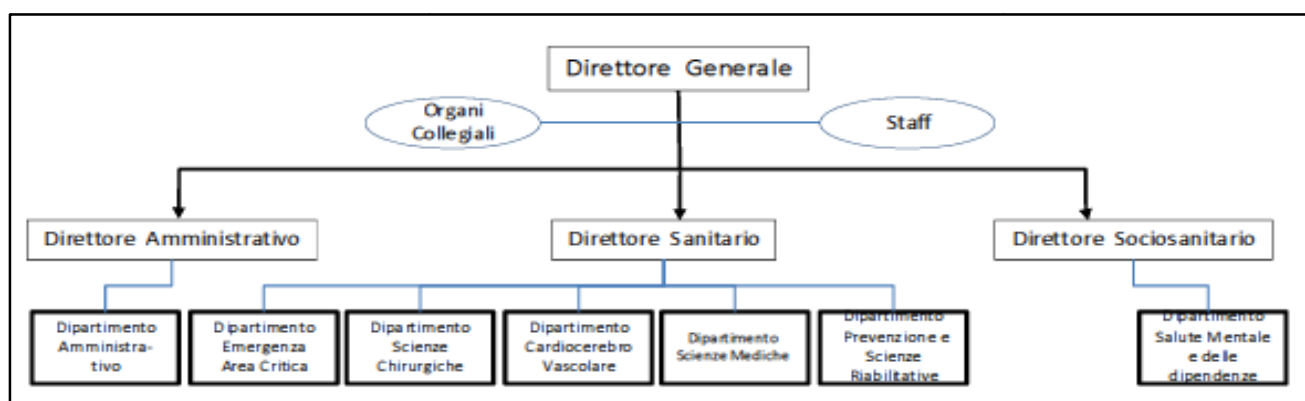 Direttore Generale
Organi
Collegiali
Staff
Direttore Amministrativo
Direttore Sanitario
Direttore Sociosanitario
Dipartimento
Amministra-
tivo
Dipartimento
Emergenza
Area Critica
Dipartimento
Scienze
Chirurgiche
Dipartimento
Cardiocerebro
Vascolare
Dipartimento
Scienze Mediche
Dipartimento
Prevenzione e
Scienze
Riabilitative
Dipartimento
Salute Mentale
e delle
dipendenze